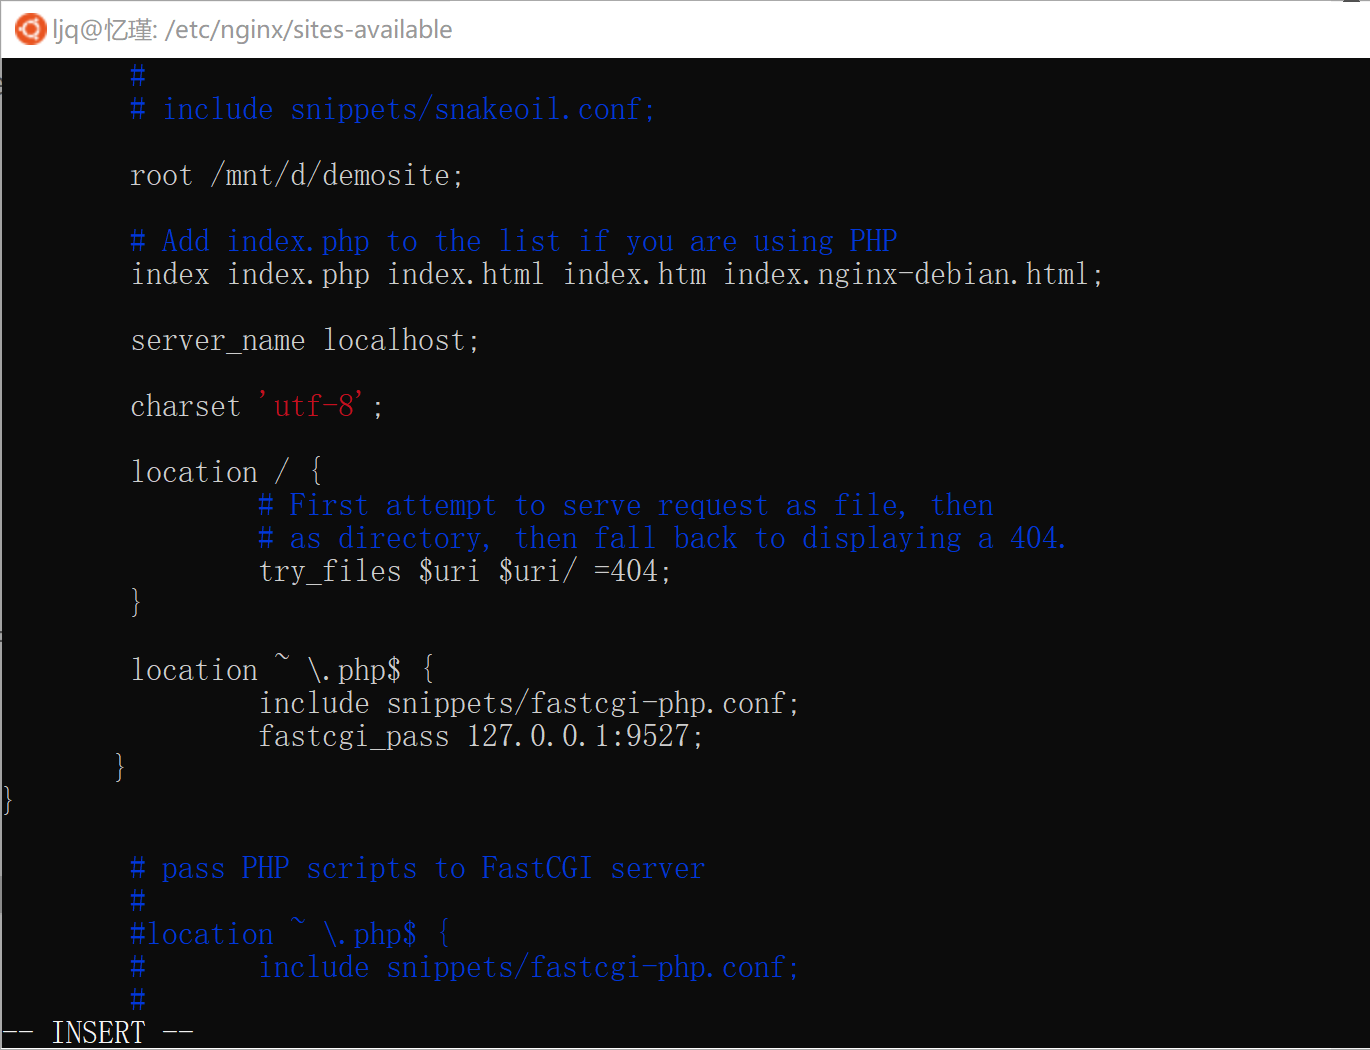 ljq@忆瑾: /etc/nginx/sites-available
#
# include snippets/snakeoil.conf;
root /mnt/d/demosite;
# Add index.php to the list if you are using PHP
index index.php index.html index.htm index.nginx-debian.html;
server_name localhost;
charset 'utf-8';
location / {
# First attempt to serve request as file, then
# as directory, then fall back to displaying a 404.
try_files $uri $uri/ =404;
}
location ~ \.php$ {
include snippets/fastcgi-php.conf;
fastcgi_pass 127.0.0.1:9527;
}
}
# pass PHP scripts to FastCGI server
#
#location ~ \.php$ {
#       include snippets/fastcgi-php.conf;
#
-- INSERT --